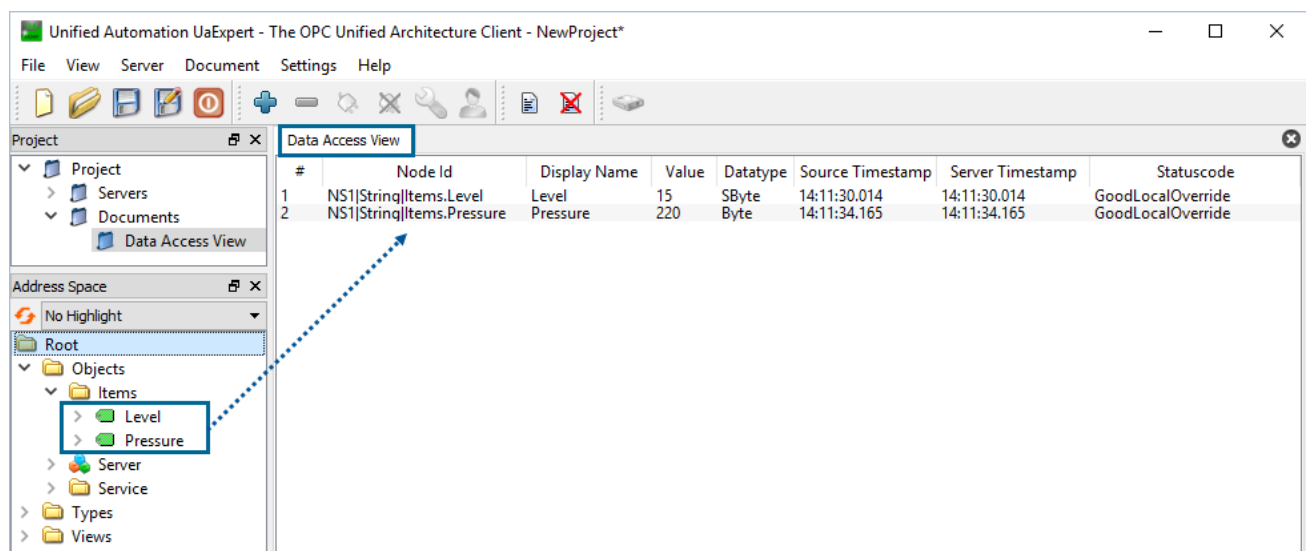 Unified Automation UaExpert - The OPC Unified Architecture Client - NewProject*
File View Server Document Settings Help
Project
Project
Servers
Documents
Data Access View
Address Space
No Highlight
Root
Objects
Items
Level
Pressure
Server
Service
Types
Views
Data Access View
# Node Id Display Name Value Datatype Source Timestamp Server Timestamp Statuscode
1 NS1|String|Items.Level Level 15 SByte 14:11:30.014 14:11:30.014 GoodLocalOverride
2 NS1|String|Items.Pressure Pressure 220 Byte 14:11:34.165 14:11:34.165 GoodLocalOverride